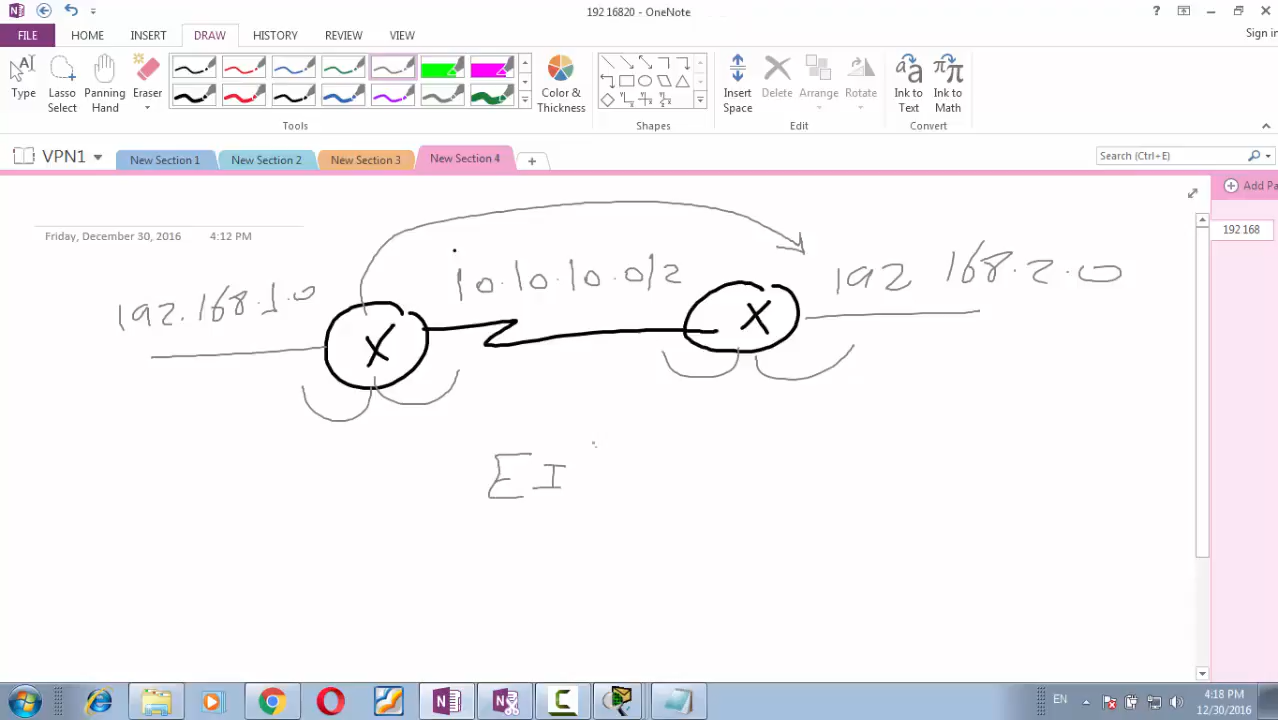 192 16820 - OneNote
?
Sign in
FILE HOME INSERT DRAW HISTORY REVIEW VIEW
Type
Lasso Select
Panning Hand
Eraser
Color & Thickness
Insert Space
Delete
Arrange
Rotate
Ink to Text
Ink to Math
Tools
Shapes
Edit
Convert
VPN1
New Section 1
New Section 2
New Section 3
New Section 4
Search (Ctrl+E)
Add Pa
192 168
Friday, December 30, 2016 4:12 PM
192.168.1.0
10.10.10.0/2
192 168.2.0
X
X
EI
EN
4:18 PM
12/30/2016